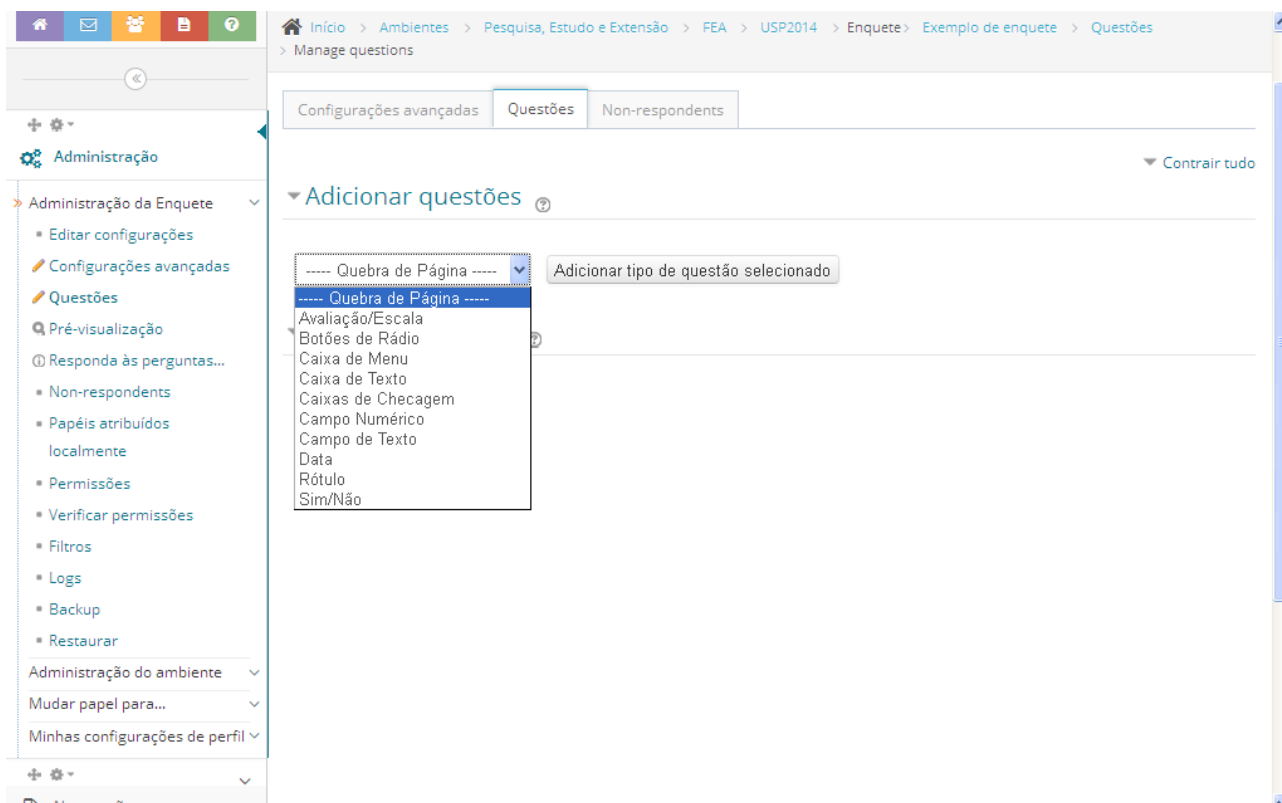 Início > Ambientes > Pesquisa, Estudo e Extensão > FEA > USP2014 > Enquete > Exemplo de enquete > Questões
> Manage questions
Configurações avançadas
Questões
Non-respondents
Administração
Contrair tudo
Administração da Enquete
Editar configurações
Configurações avançadas
Questões
Pré-visualização
Responda às perguntas...
Non-respondents
Papéis atribuídos
localmente
Permissões
Verificar permissões
Filtros
Logs
Backup
Restaurar
Administração do ambiente
Mudar papel para...
Minhas configurações de perfil
Adicionar questões
----- Quebra de Página -----
Adicionar tipo de questão selecionado
----- Quebra de Página -----
Avaliação/Escala
Botões de Rádio
Caixa de Menu
Caixa de Texto
Caixas de Checagem
Campo Numérico
Campo de Texto
Data
Rótulo
Sim/Não